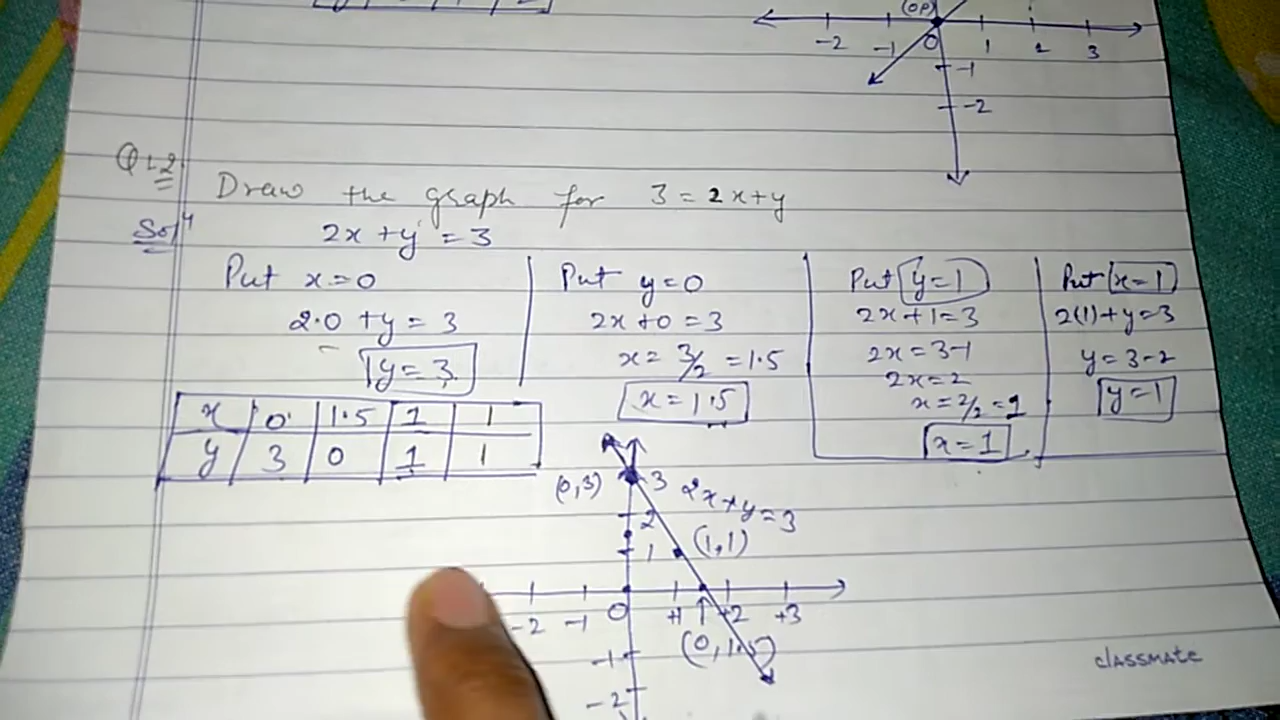 (0,0)
-2 -1 0 1 2 3
-1
-2
Q1.2
Draw the graph for 3 = 2x+y
Solⁿ
2x + y = 3
Put x=0
2·0 + y = 3
y = 3
Put y=0
2x + 0 = 3
x = 3/2 = 1.5
x = 1.5
Put y=1
2x + 1 = 3
2x = 3-1
2x = 2
x = 2/2 = 1
x = 1
Put x=1
2(1) + y = 3
y = 3-2
y = 1
x 0 1.5 1 1
y 3 0 1 1
(0,3) 3 2x+y=3
2
1 (1,1)
-2 -1 0 +1 +2 +3
-1
-2
classmate